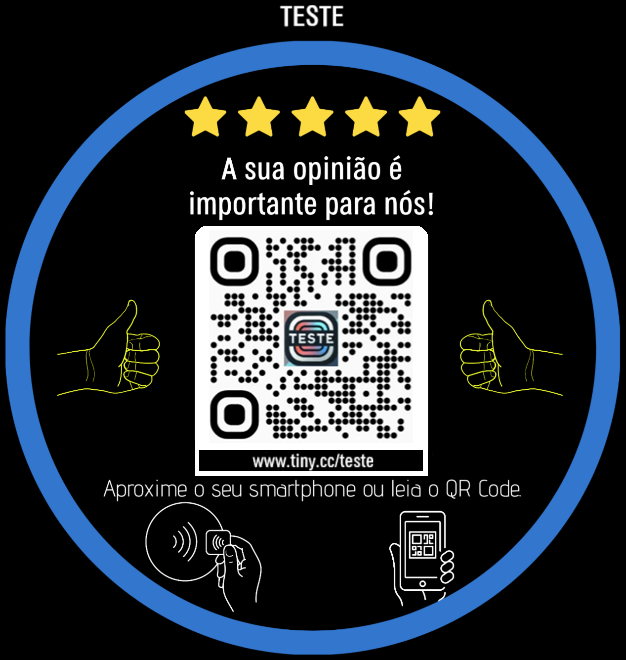 TESTE
A sua opinião é
importante para nós!
TESTE
www.tiny.cc/teste
Aproxime o seu smartphone ou leia o QR Code.